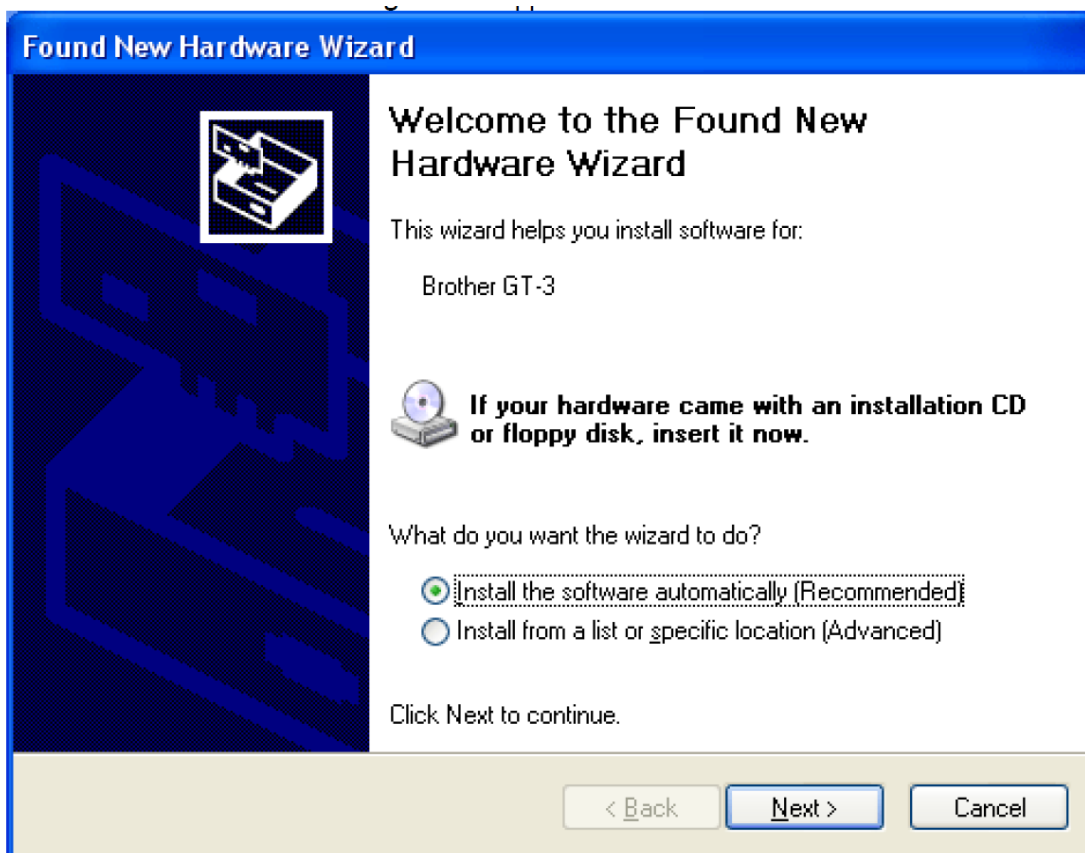 Found New Hardware Wizard
Welcome to the Found New
Hardware Wizard
This wizard helps you install software for:
Brother GT-3
If your hardware came with an installation CD
or floppy disk, insert it now.
What do you want the wizard to do?
Install the software automatically (Recommended)
Install from a list or specific location (Advanced)
Click Next to continue.
< Back Next > Cancel